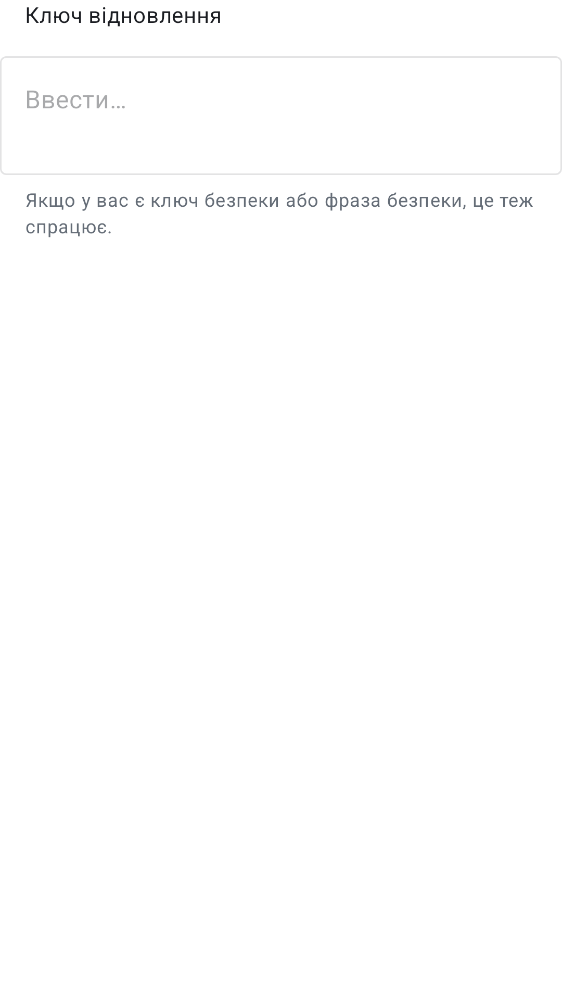 Ключ відновлення
Ввести…
Якщо у вас є ключ безпеки або фраза безпеки, це теж
спрацює.